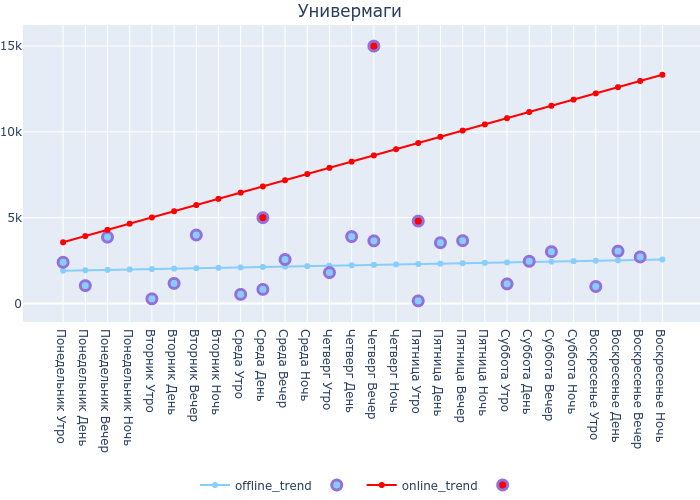 Универмаги
15k
10k
5k
0
Понедельник Утро
Понедельник День
Понедельник Вечер
Понедельник Ночь
Вторник Утро
Вторник День
Вторник Вечер
Вторник Ночь
Среда Утро
Среда День
Среда Вечер
Среда Ночь
Четверг Утро
Четверг День
Четверг Вечер
Четверг Ночь
Пятница Утро
Пятница День
Пятница Вечер
Пятница Ночь
Суббота Утро
Суббота День
Суббота Вечер
Суббота Ночь
Воскресенье Утро
Воскресенье День
Воскресенье Вечер
Воскресенье Ночь
offline_trend
online_trend